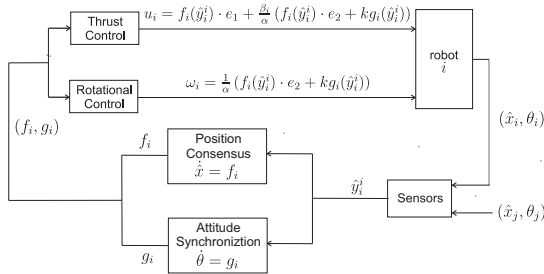 Thrust
Control
u_i = f_i(ŷ_i^i) · e_1 + β_i/α (f_i(ŷ_i^i) · e_2 + kg_i(ŷ_i^i))
robot
i
Rotational
Control
ω_i = 1/α (f_i(ŷ_i^i) · e_2 + kg_i(ŷ_i^i))
(f_i, g_i)
(x̂_i, θ_i)
f_i
Position
Consensus
x̂̇ = f_i
ŷ_i^i
Sensors
(x̂_j, θ_j)
Attitude
Synchroniztion
θ̇ = g_i
g_i